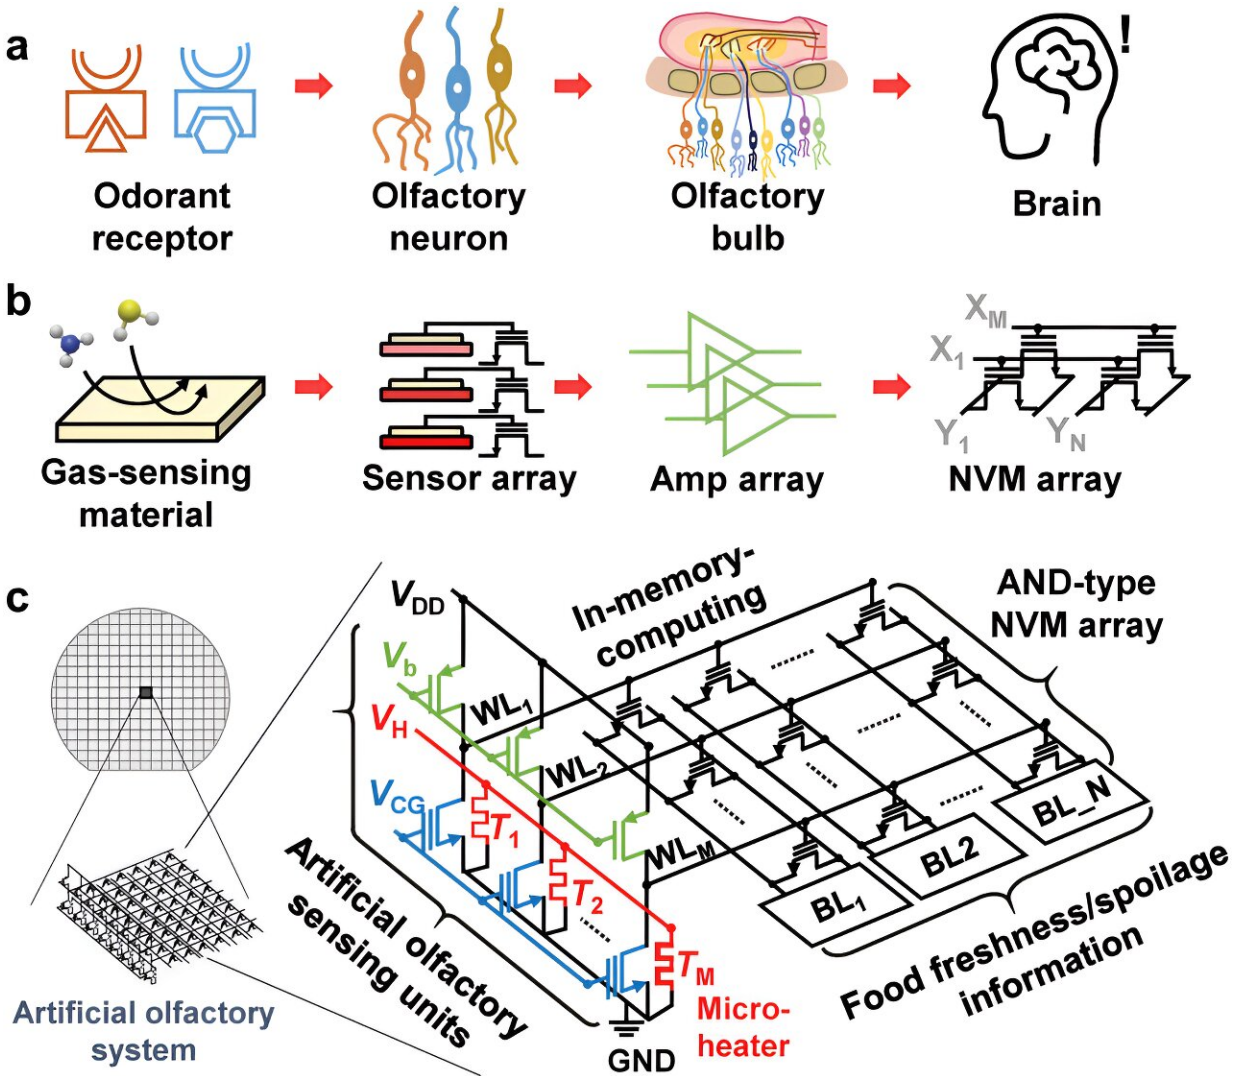 a
!
Odorant
receptor
Olfactory
neuron
Olfactory
bulb
Brain
b
X_M
X_1
Y_1
Y_N
Gas-sensing
material
Sensor array
Amp array
NVM array
c
In-memory-
computing
AND-type
NVM array
V_DD
V_b
V_H
V_CG
WL_1
WL_2
WL_M
T_1
T_2
T_M
BL_1
BL2
BL_N
Artificial olfactory
sensing units
Food freshness/spoilage
information
Micro-
heater
GND
Artificial olfactory
system